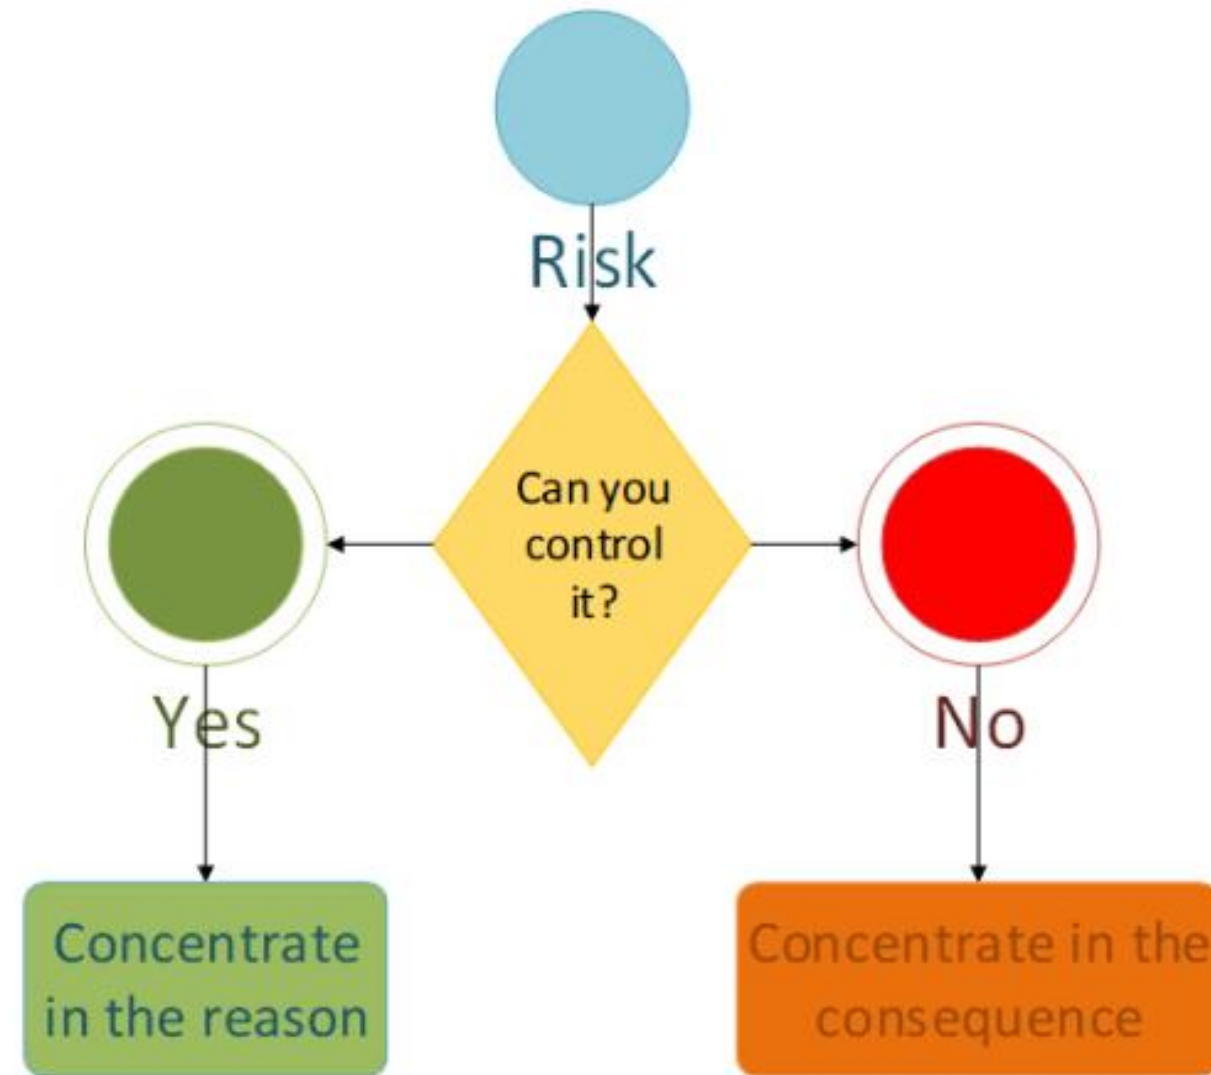 Risk
Can you
control
it?
Yes
No
Concentrate
in the reason
Concentrate in the
consequence